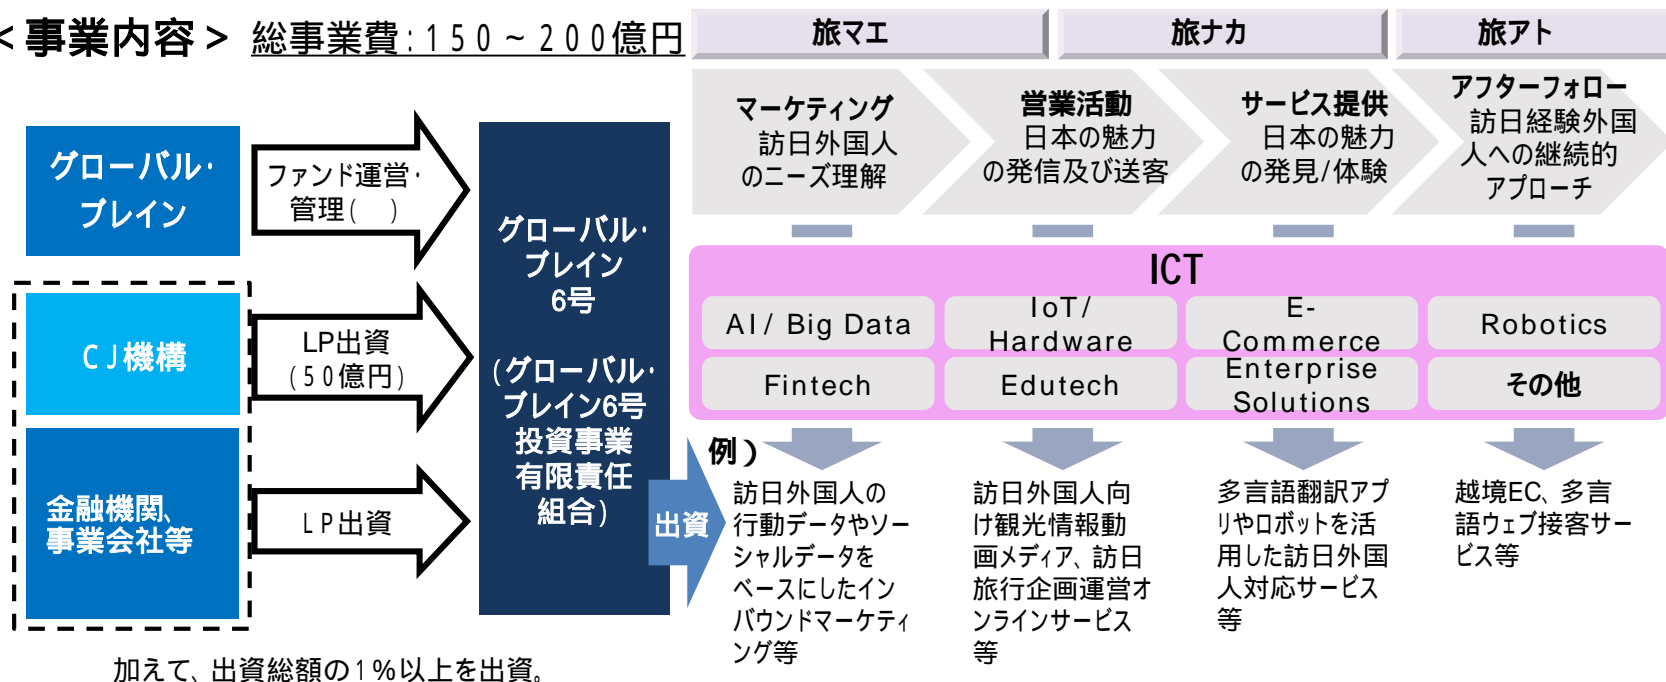 <事業内容> 総事業費:150~200億円
旅マエ
旅ナカ
旅アト
グローバル・
ブレイン
ファンド運営・
管理( )
CJ機構
LP出資
(50億円)
金融機関、
事業会社等
LP出資
グローバル・
ブレイン
6号
(グローバル・
ブレイン6号
投資事業
有限責任
組合)
出資
マーケティング
訪日外国人
のニーズ理解
営業活動
日本の魅力
の発信及び送客
サービス提供
日本の魅力
の発見/体験
アフターフォロー
訪日経験外国
人への継続的
アプローチ
ICT
AI/ Big Data
IoT/
Hardware
E-
Commerce
Robotics
Fintech
Edutech
Enterprise
Solutions
その他
例)
訪日外国人の
行動データやソー
シャルデータを
ベースにしたイン
バウンドマーケティ
ング等
訪日外国人向
け観光情報動
画メディア、訪日
旅行企画運営オ
ンラインサービス
等
多言語翻訳アプ
リやロボットを活
用した訪日外国
人対応サービス
等
越境EC、多言
語ウェブ接客サー
ビス等
加えて、出資総額の1%以上を出資。